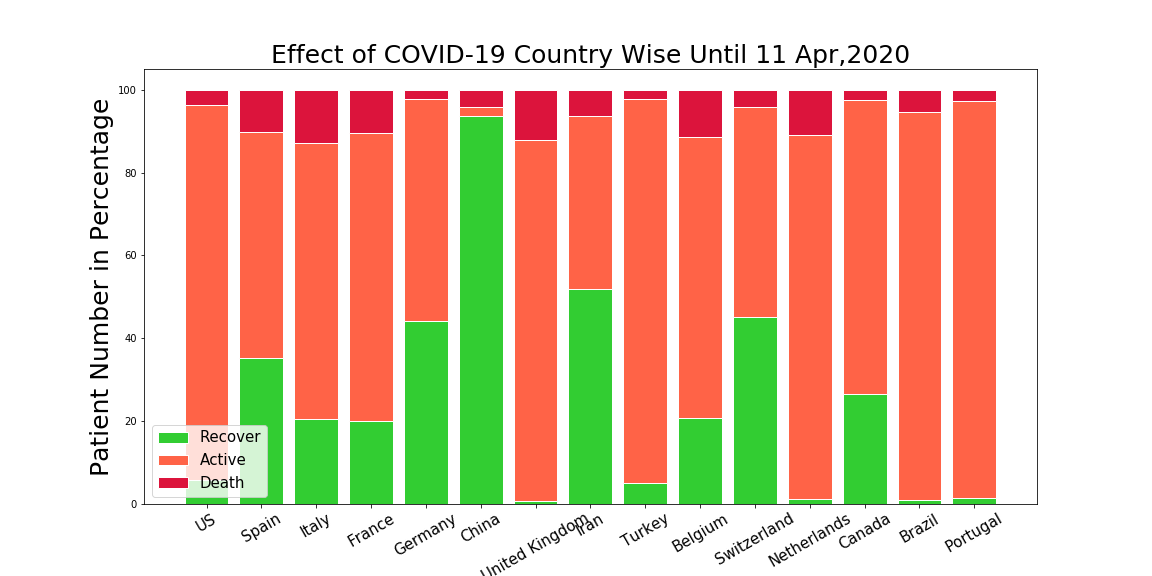 Effect of COVID-19 Country Wise Until 11 Apr,2020
Patient Number in Percentage
100
80
60
40
20
0
Recover
Active
Death
US
Spain
Italy
France
Germany
China
United Kingdom
Iran
Turkey
Belgium
Switzerland
Netherlands
Canada
Brazil
Portugal